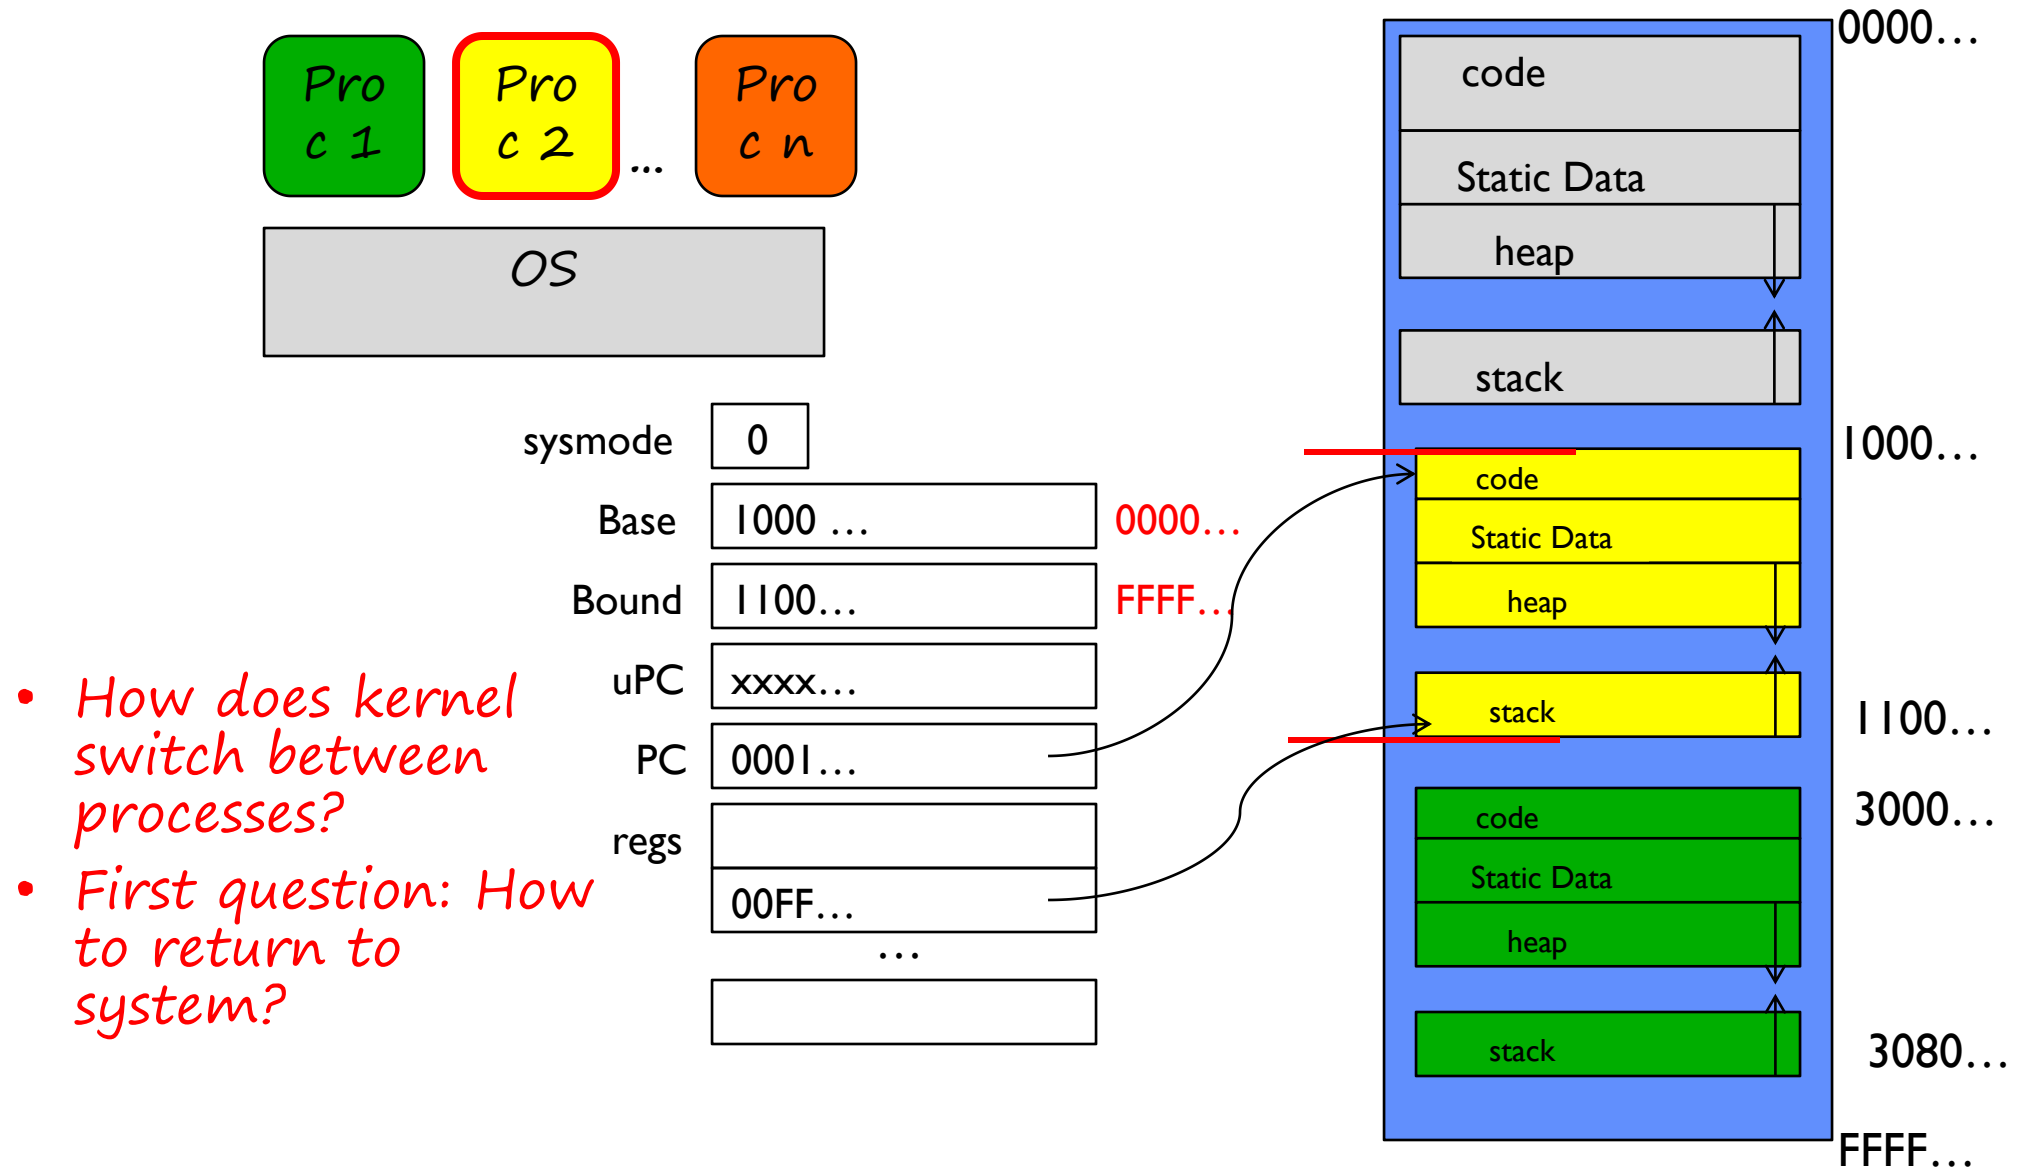 Pro
c 1
Pro
c 2
...
Pro
c n
OS
sysmode 0
Base 1000 ... 0000...
Bound 1100... FFFF...
uPC xxxx...
PC 0001...
regs
00FF...
...
• How does kernel
switch between
processes?
• First question: How
to return to
system?
0000...
code
Static Data
heap
stack
1000...
code
Static Data
heap
stack
1100...
3000...
code
Static Data
heap
stack
3080...
FFFF...